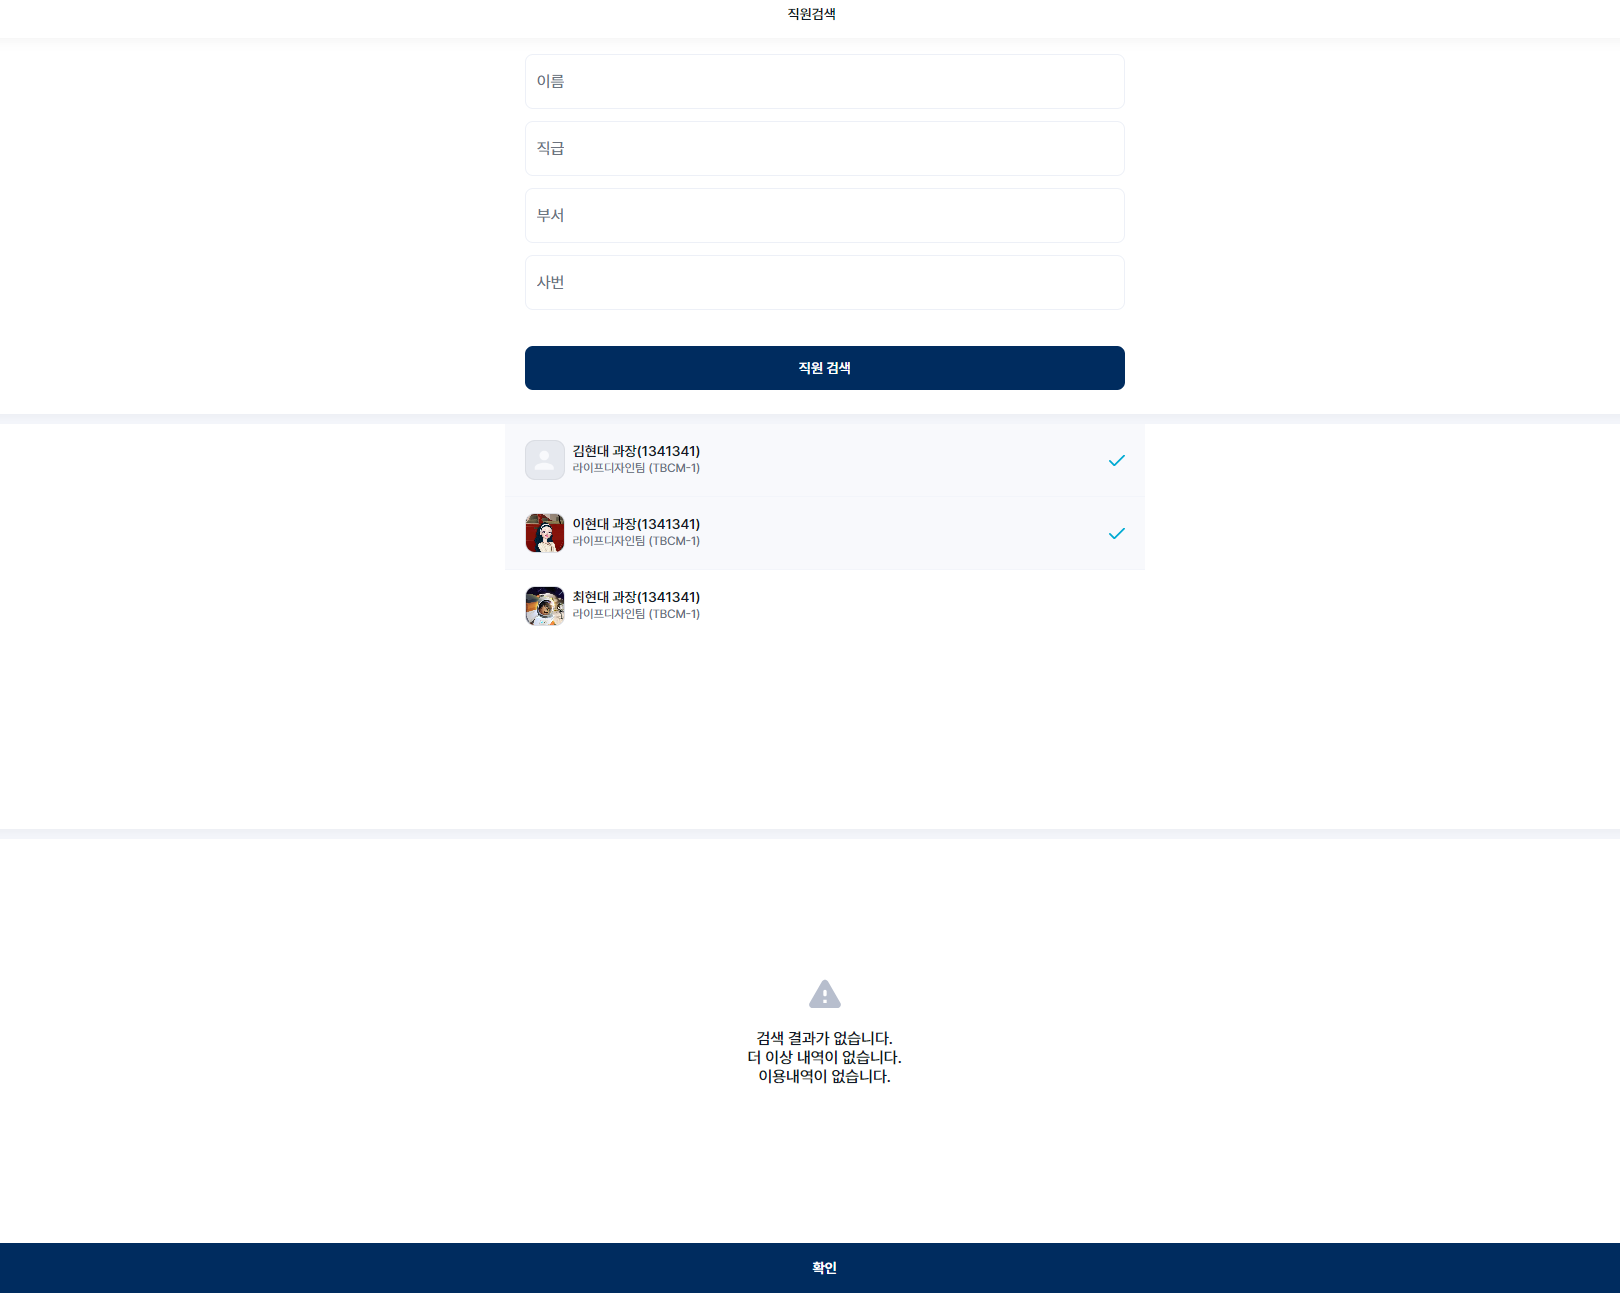 직원검색
이름
직급
부서
사번
직원 검색
김현대 과장(1341341)
라이프디자인팀 (TBCM-1)
이현대 과장(1341341)
라이프디자인팀 (TBCM-1)
최현대 과장(1341341)
라이프디자인팀 (TBCM-1)
검색 결과가 없습니다.
더 이상 내역이 없습니다.
이용내역이 없습니다.
확인